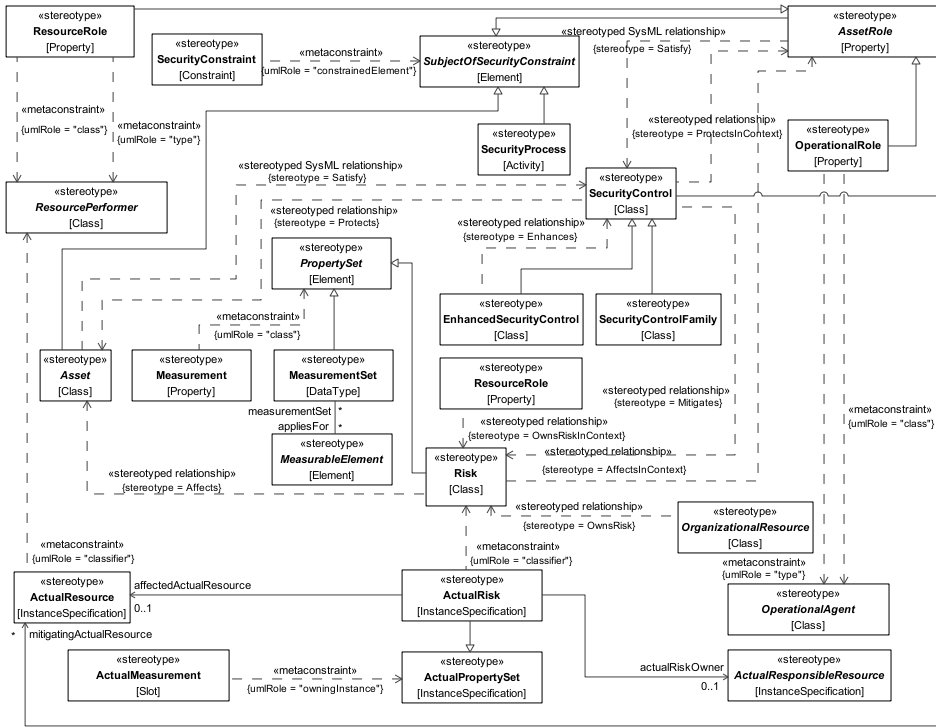 «stereotype»
ResourceRole
[Property]
«stereotype»
SecurityConstraint
[Constraint]
«metaconstraint»
{umlRole = "constrainedElement"}
«stereotype»
SubjectOfSecurityConstraint
[Element]
«stereotyped SysML relationship»
{stereotype = Satisfy}
«stereotype»
AssetRole
[Property]
«metaconstraint»
{umlRole = "class"}
«metaconstraint»
{umlRole = "type"}
«stereotype»
SecurityProcess
[Activity]
«stereotyped relationship»
{stereotype = ProtectsInContext}
«stereotype»
OperationalRole
[Property]
«stereotype»
ResourcePerformer
[Class]
«stereotyped SysML relationship»
{stereotype = Satisfy}
«stereotype»
SecurityControl
[Class]
«stereotyped relationship»
{stereotype = Protects}
«stereotyped relationship»
{stereotype = Enhances}
«stereotype»
PropertySet
[Element]
«stereotype»
EnhancedSecurityControl
[Class]
«stereotype»
SecurityControlFamily
[Class]
«metaconstraint»
{umlRole = "class"}
«stereotype»
Asset
[Class]
«stereotype»
Measurement
[Property]
«stereotype»
MeasurementSet
[DataType]
«stereotype»
ResourceRole
[Property]
«stereotyped relationship»
{stereotype = Mitigates}
measurementSet
*
appliesFor
*
«metaconstraint»
{umlRole = "class"}
«stereotyped relationship»
{stereotype = OwnsRiskInContext}
«stereotype»
MeasurableElement
[Element]
«stereotype»
Risk
[Class]
«stereotyped relationship»
{stereotype = AffectsInContext}
«stereotyped relationship»
{stereotype = Affects}
«stereotyped relationship»
{stereotype = OwnsRisk}
«stereotype»
OrganizationalResource
[Class]
«metaconstraint»
{umlRole = "classifier"}
«metaconstraint»
{umlRole = "classifier"}
«metaconstraint»
{umlRole = "type"}
«stereotype»
ActualResource
[InstanceSpecification]
affectedActualResource
0..1
«stereotype»
ActualRisk
[InstanceSpecification]
«stereotype»
OperationalAgent
[Class]
*
mitigatingActualResource
«stereotype»
ActualMeasurement
[Slot]
«metaconstraint»
{umlRole = "owningInstance"}
«stereotype»
ActualPropertySet
[InstanceSpecification]
actualRiskOwner
0..1
«stereotype»
ActualResponsibleResource
[InstanceSpecification]